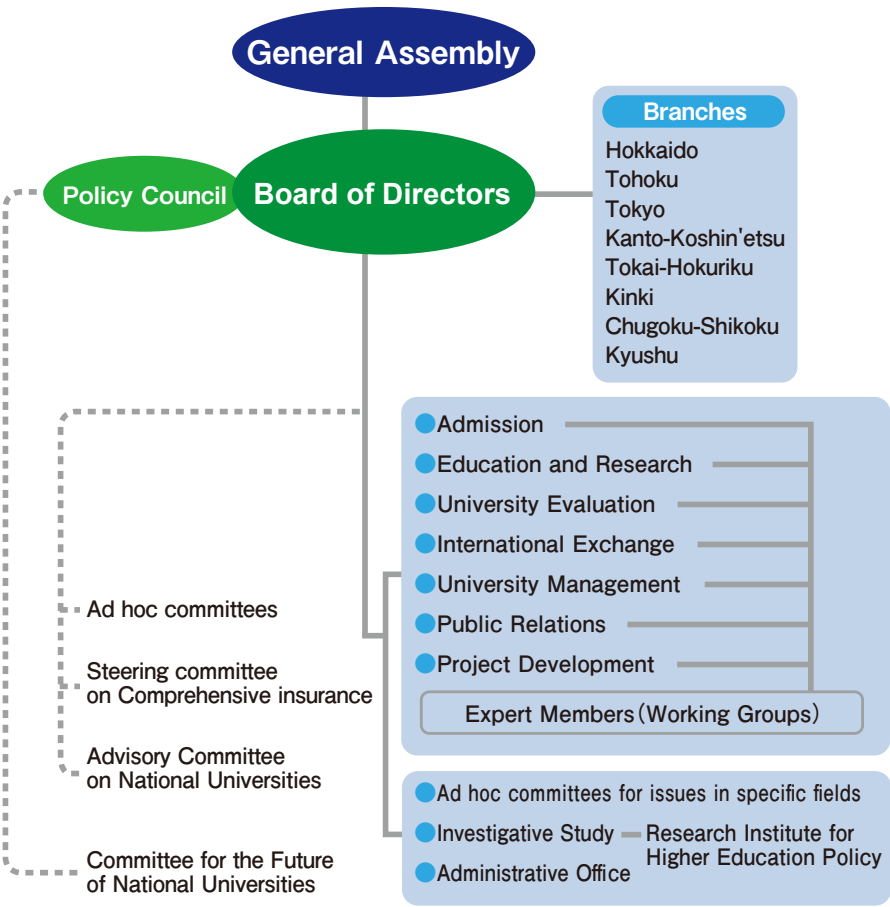 General Assembly
Policy Council
Board of Directors
Branches
Hokkaido
Tohoku
Tokyo
Kanto-Koshin'etsu
Tokai-Hokuriku
Kinki
Chugoku-Shikoku
Kyushu
Admission
Education and Research
University Evaluation
International Exchange
University Management
Public Relations
Project Development
Expert Members (Working Groups)
Ad hoc committees
Steering committee
on Comprehensive insurance
Advisory Committee
on National Universities
Committee for the Future
of National Universities
Ad hoc committees for issues in specific fields
Investigative Study
Research Institute for
Higher Education Policy
Administrative Office